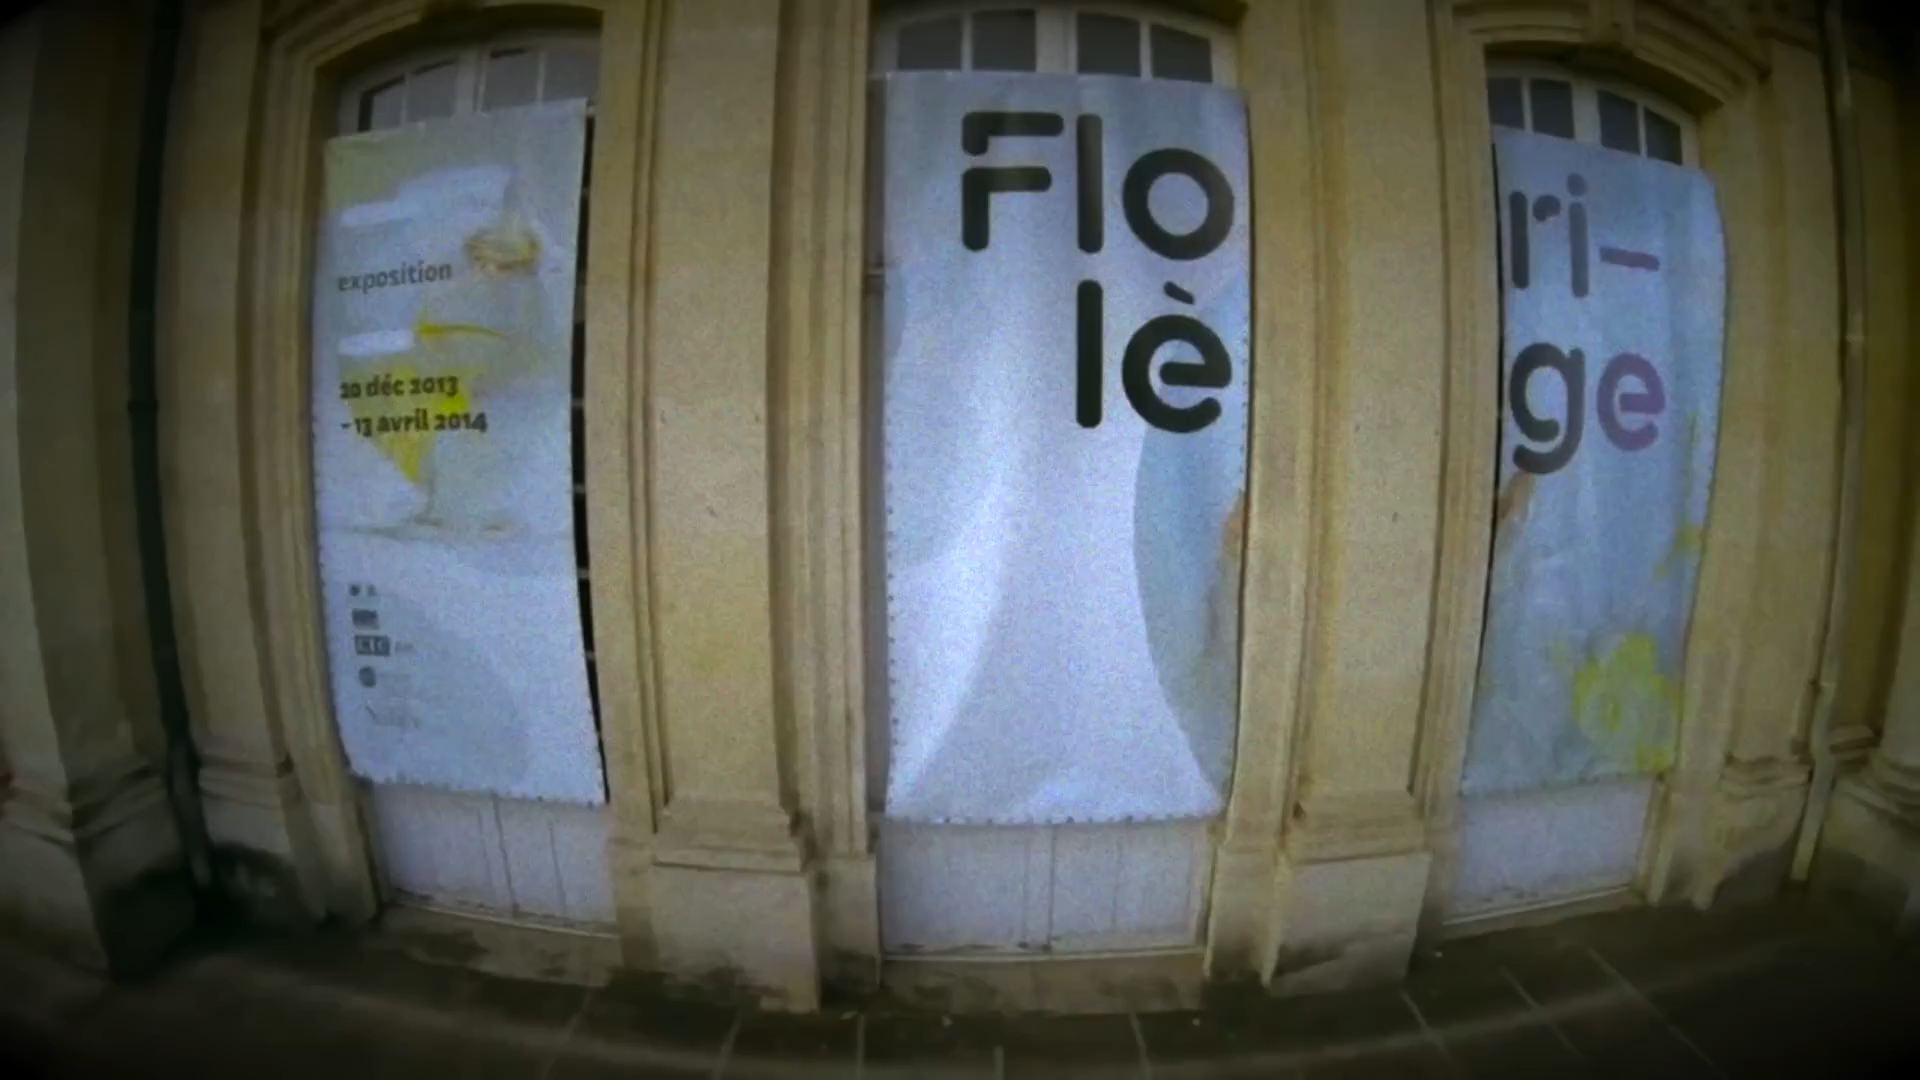 exposition
20 déc 2013
- 13 avril 2014
Flo ri-
lè ge